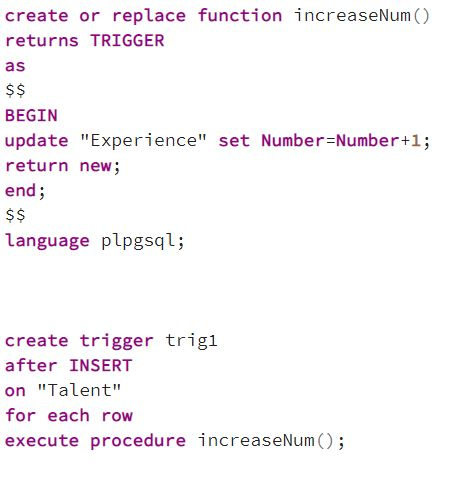 create or replace function increaseNum()
returns TRIGGER
as
$$
BEGIN
update "Experience" set Number=Number+1;
return new;
end;
$$
language plpgsql;
create trigger trig1
after INSERT
on "Talent"
for each row
execute procedure increaseNum();